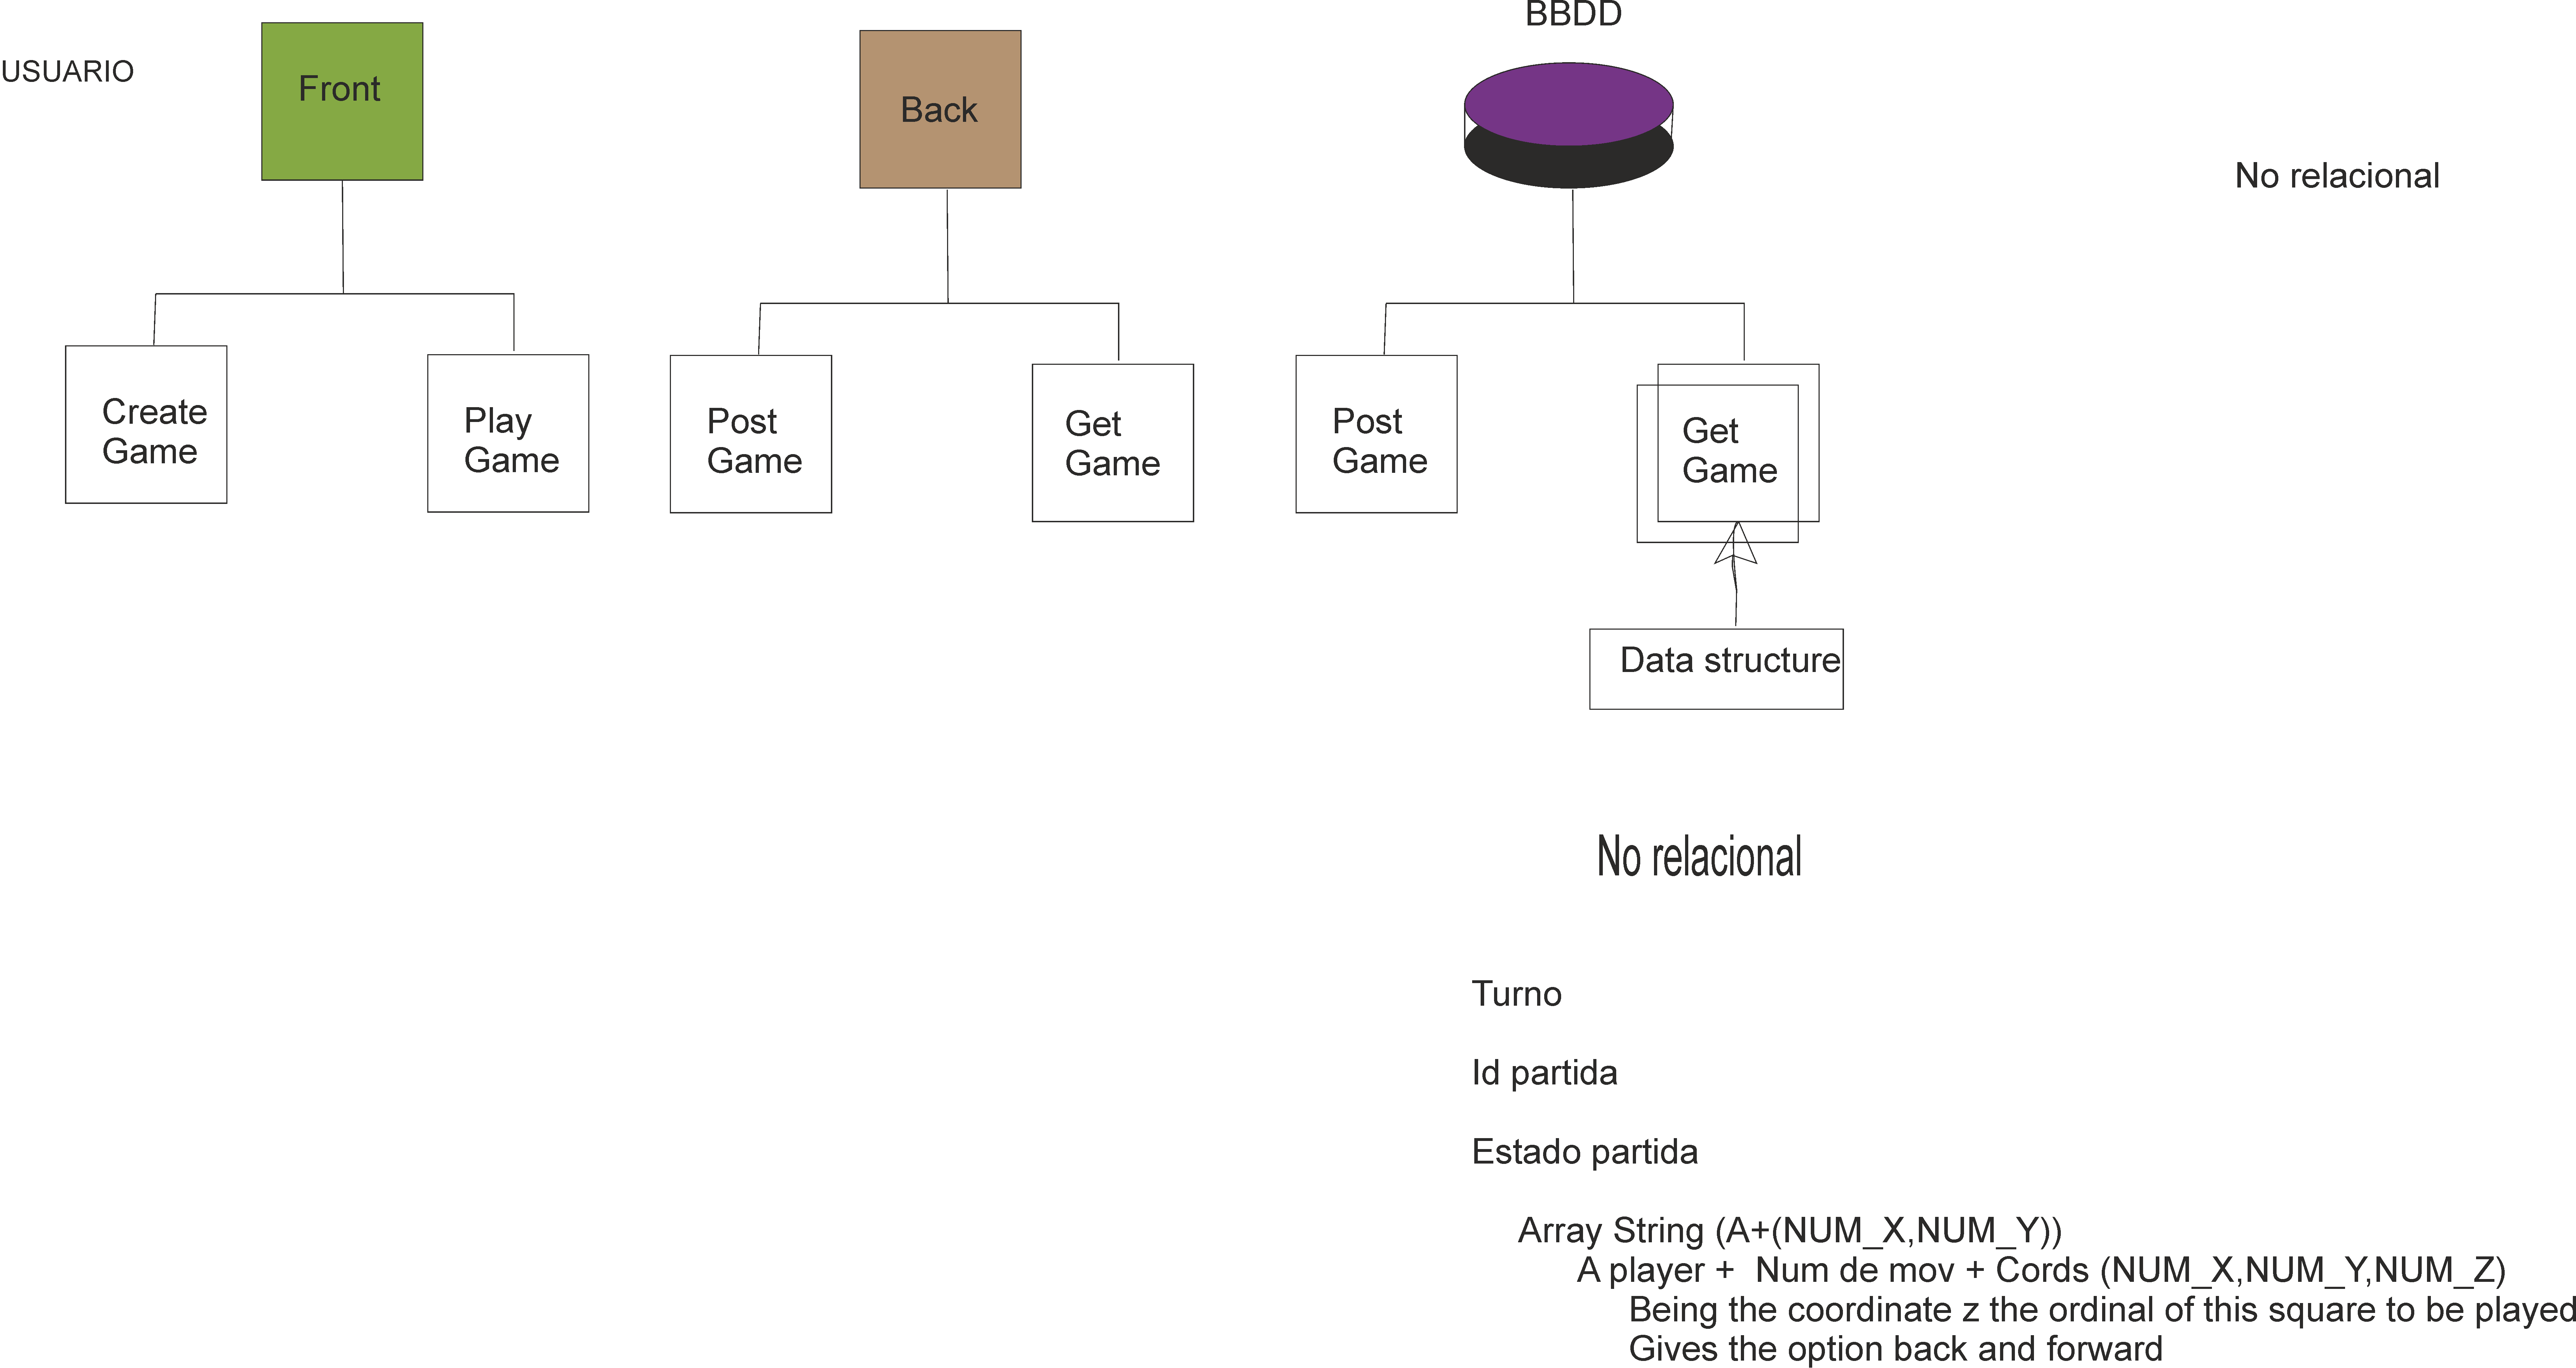 BBDD
USUARIO
Front
Back
No relacional
Create
Game
Play
Game
Post
Game
Get
Game
Post
Game
Get
Game
Data structure
No relacional
Turno
Id partida
Estado partida
Array String (A+(NUM_X,NUM_Y))
A player + Num de mov + Cords (NUM_X,NUM_Y,NUM_Z)
Being the coordinate z the ordinal of this square to be played
Gives the option back and forward